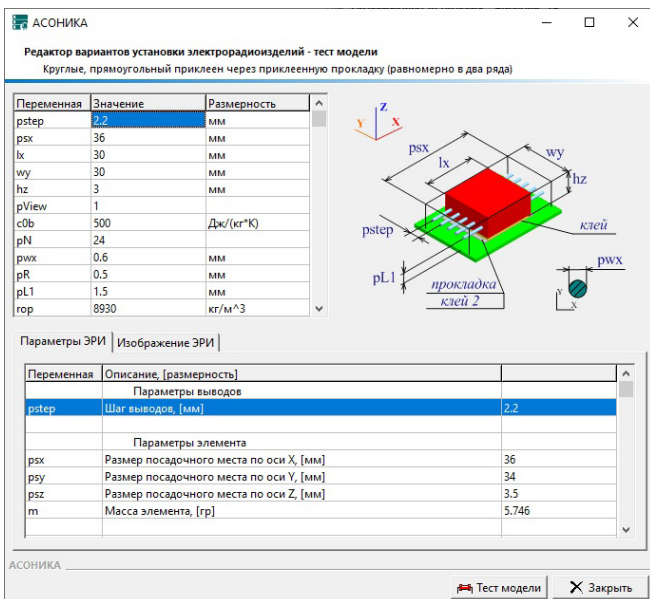 АСОНИКА
Редактор вариантов установки электрорадиоизделий - тест модели
Круглые, прямоугольный приклеен через приклеенную прокладку (равномерно в два ряда)
Переменная Значение Размерность
pstep 2.2 мм
psx 36 мм
lx 30 мм
wy 30 мм
hz 3 мм
pView 1
c0b 500 Дж/(кг*К)
pN 24
pwx 0.6 мм
pR 0.5 мм
pL1 1.5 мм
rop 8930 кг/м^3
Z
Y X
psx
lx
wy
hz
pstep
клей
pL1
прокладка
клей 2
pwx
Y
X
Параметры ЭРИ Изображение ЭРИ
Переменная Описание, [размерность]
Параметры выводов
pstep Шаг выводов, [мм] 2.2
Параметры элемента
psx Размер посадочного места по оси X, [мм] 36
psy Размер посадочного места по оси Y, [мм] 34
psz Размер посадочного места по оси Z, [мм] 3.5
m Масса элемента, [гр] 5.746
АСОНИКА
Тест модели Закрыть